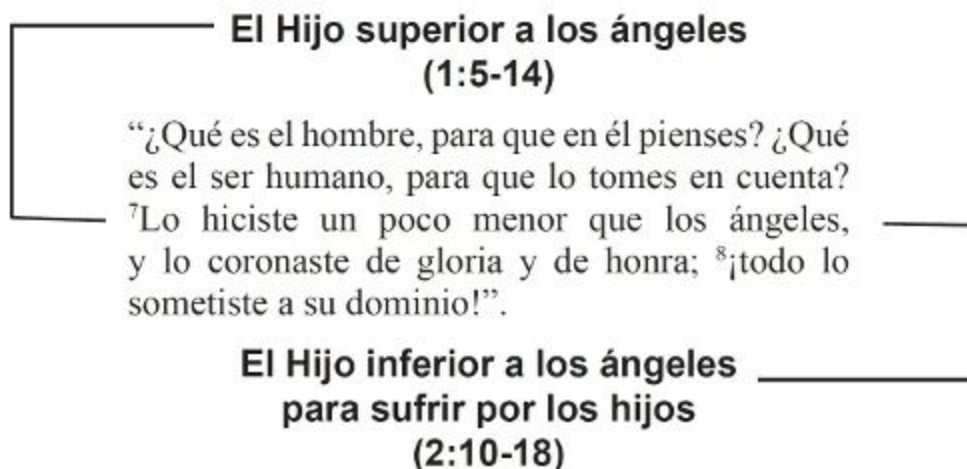 El Hijo superior a los ángeles
(1:5-14)
“¿Qué es el hombre, para que en él pienses? ¿Qué
es el ser humano, para que lo tomes en cuenta?
⁷Lo hiciste un poco menor que los ángeles,
y lo coronaste de gloria y de honra; ⁸¡todo lo
sometiste a su dominio!”.
El Hijo inferior a los ángeles
para sufrir por los hijos
(2:10-18)